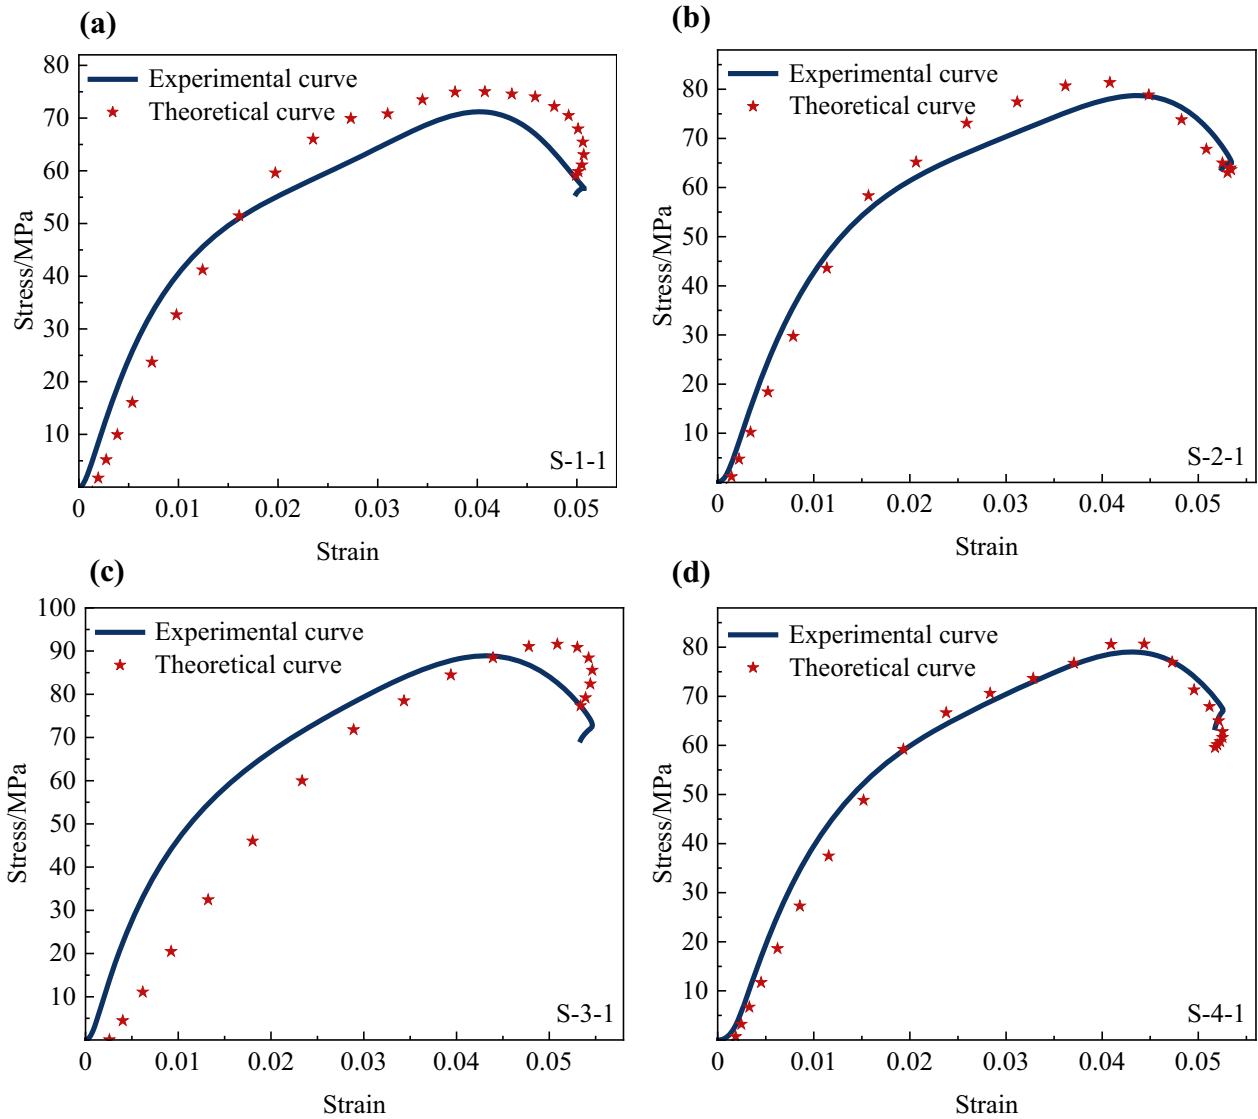 (a)
80
70
60
50
40
30
20
10
Stress/MPa
Experimental curve
Theoretical curve
S-1-1
0
0.01
0.02
0.03
0.04
0.05
Strain
(b)
80
70
60
50
40
30
20
10
Stress/MPa
Experimental curve
Theoretical curve
S-2-1
0
0.01
0.02
0.03
0.04
0.05
Strain
(c)
100
90
80
70
60
50
40
30
20
10
Stress/MPa
Experimental curve
Theoretical curve
S-3-1
0
0.01
0.02
0.03
0.04
0.05
Strain
(d)
80
70
60
50
40
30
20
10
Stress/MPa
Experimental curve
Theoretical curve
S-4-1
0
0.01
0.02
0.03
0.04
0.05
Strain